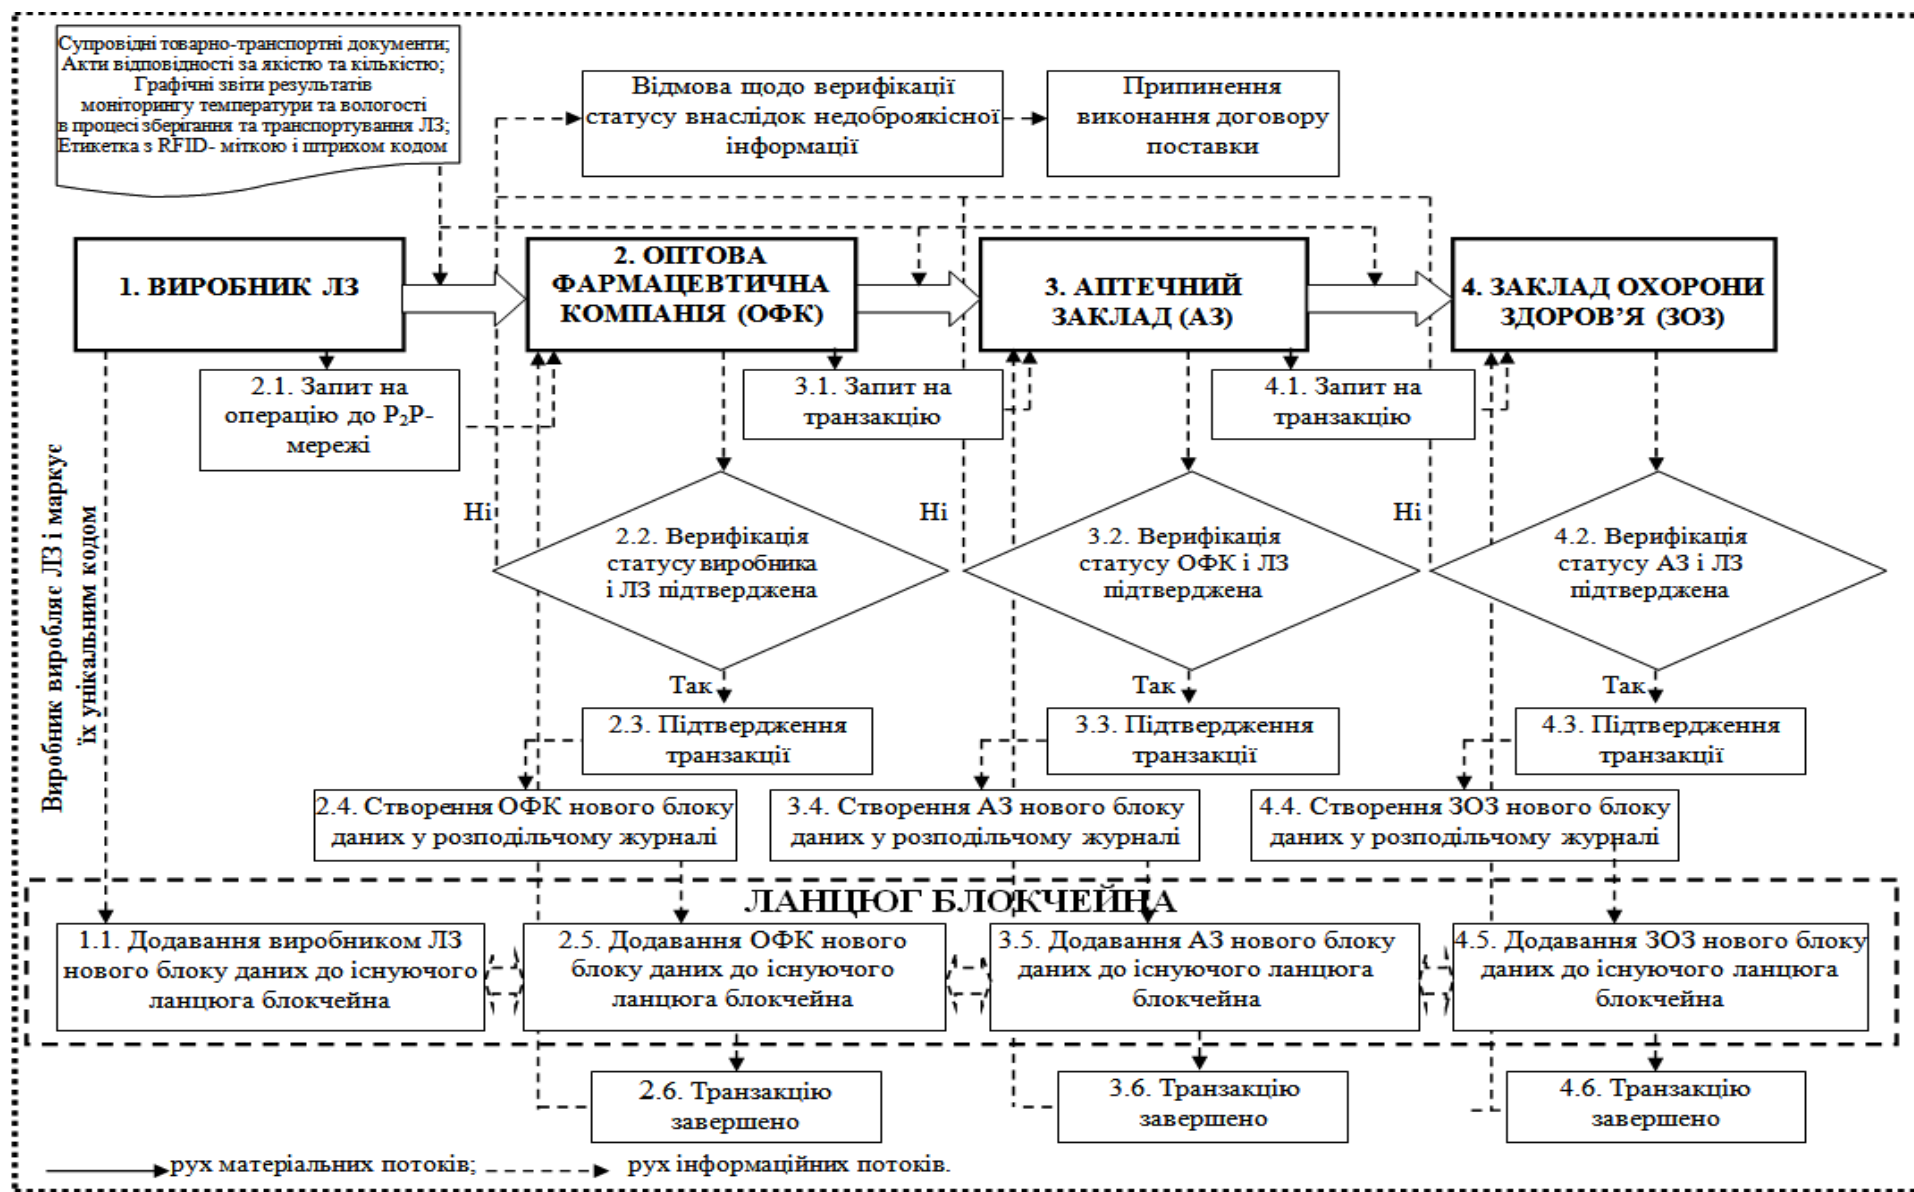 Супровідні товарно-транспортні документи;
Акти відповідності за якістю та кількістю;
Графічні звіти результатів
моніторингу температури та вологості
в процесі зберігання та транспортування ЛЗ;
Етикетка з RFID- міткою і штрихом кодом
Відмова щодо верифікації
статусу внаслідок недоброякісної
інформації
Припинення
виконання договору
поставки
1. ВИРОБНИК ЛЗ
2. ОПТОВА
ФАРМАЦЕВТИЧНА
КОМПАНІЯ (ОФК)
3. АПТЕЧНИЙ
ЗАКЛАД (АЗ)
4. ЗАКЛАД ОХОРОНИ
ЗДОРОВ’Я (ЗОЗ)
2.1. Запит на
операцію до P₂P-
мережі
3.1. Запит на
транзакцію
4.1. Запит на
транзакцію
Виробник виробляє ЛЗ і маркує
їх унікальним кодом
Ні
2.2. Верифікація
статусу виробника
і ЛЗ підтверджена
Ні
3.2. Верифікація
статусу ОФК і ЛЗ
підтверджена
Ні
4.2. Верифікація
статусу АЗ і ЛЗ
підтверджена
Так
Так
Так
2.3. Підтвердження
транзакції
3.3. Підтвердження
транзакції
4.3. Підтвердження
транзакції
2.4. Створення ОФК нового блоку
даних у розподільчому журналі
3.4. Створення АЗ нового блоку
даних у розподільчому журналі
4.4. Створення ЗОЗ нового блоку
даних у розподільчому журналі
ЛАНЦЮГ БЛОКЧЕЙНА
1.1. Додавання виробником ЛЗ
нового блоку даних до існуючого
ланцюга блокчейна
2.5. Додавання ОФК нового
блоку даних до існуючого
ланцюга блокчейна
3.5. Додавання АЗ нового блоку
даних до існуючого ланцюга
блокчейна
4.5. Додавання ЗОЗ нового блоку
даних до існуючого ланцюга
блокчейна
2.6. Транзакцію
завершено
3.6. Транзакцію
завершено
4.6. Транзакцію
завершено
рух матеріальних потоків;
рух інформаційних потоків.